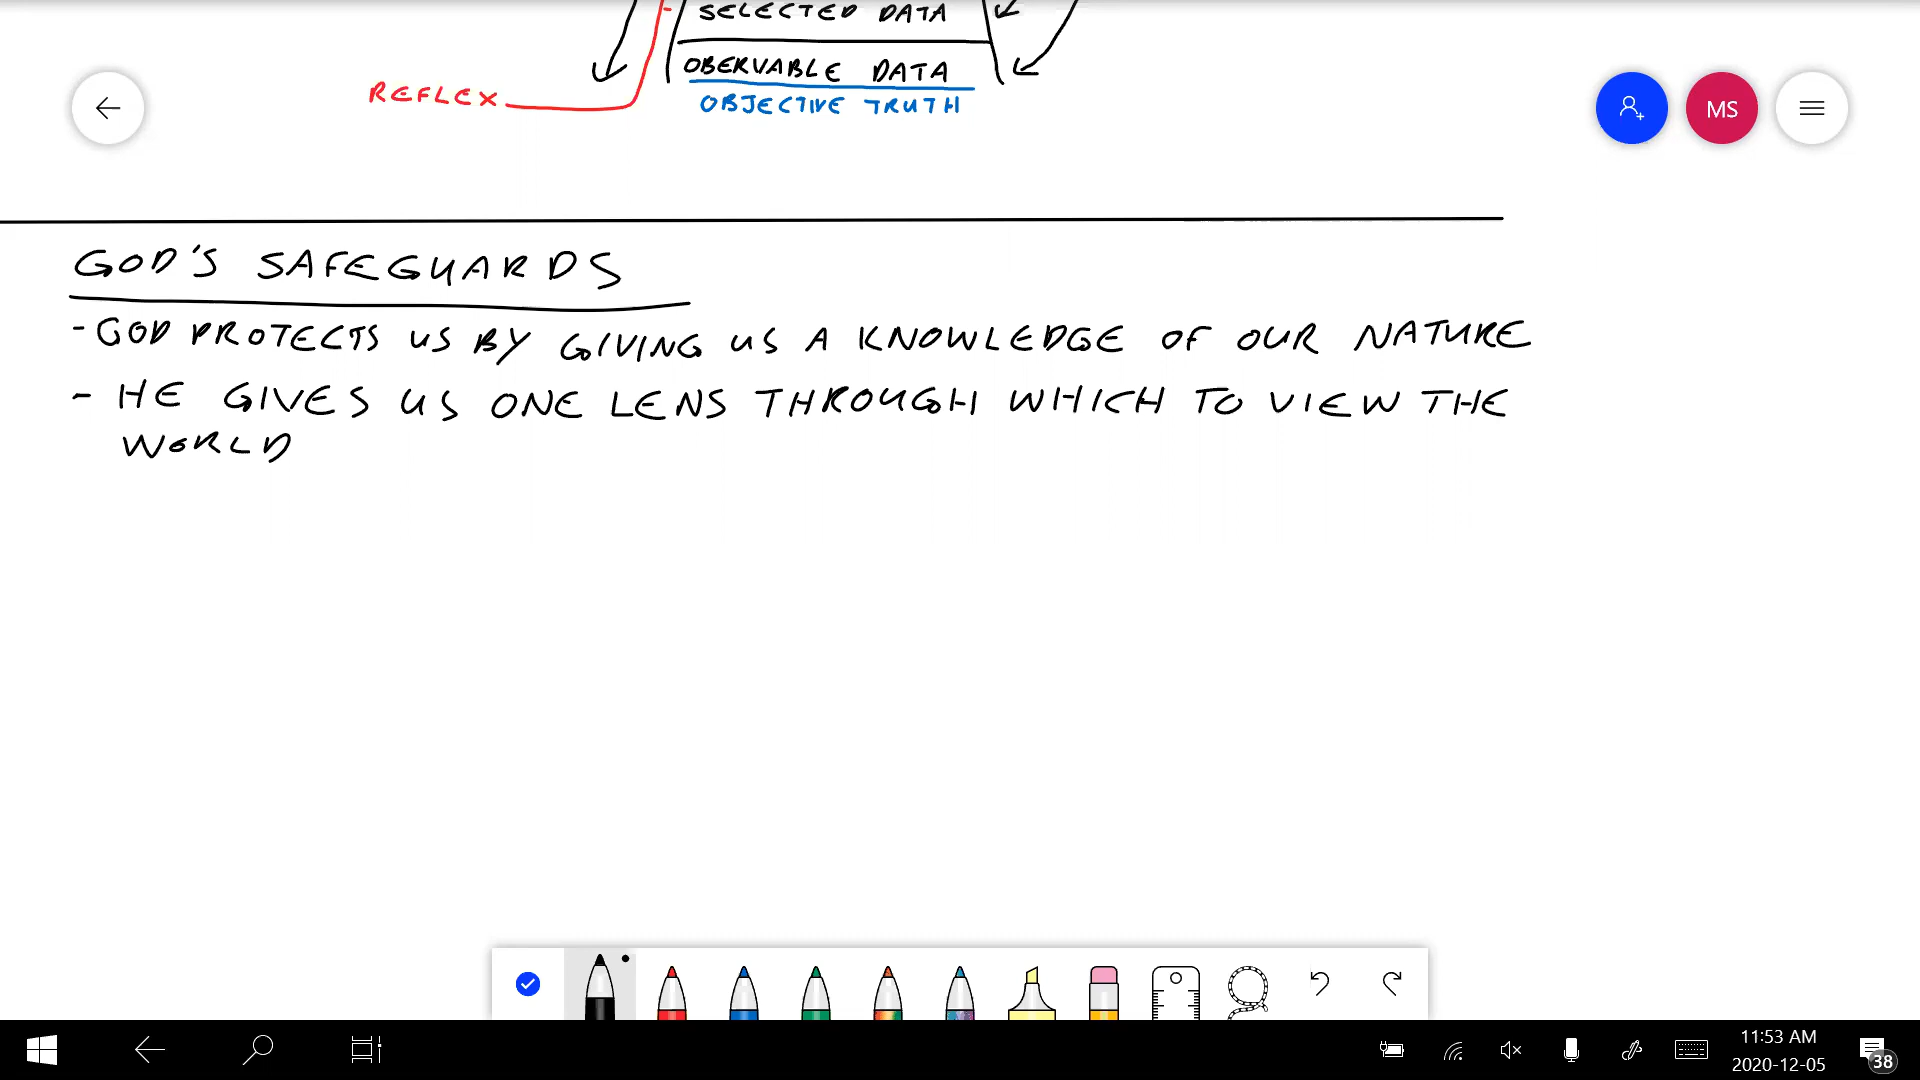 SELECTED DATA
OBERVABLE DATA
REFLEX
OBJECTIVE TRUTH
MS
GOD'S SAFEGUARDS
- GOD PROTECTS US BY GIVING US A KNOWLEDGE OF OUR NATURE
- HE GIVES US ONE LENS THROUGH WHICH TO VIEW THE
WORLD
11:53 AM
2020-12-05
38